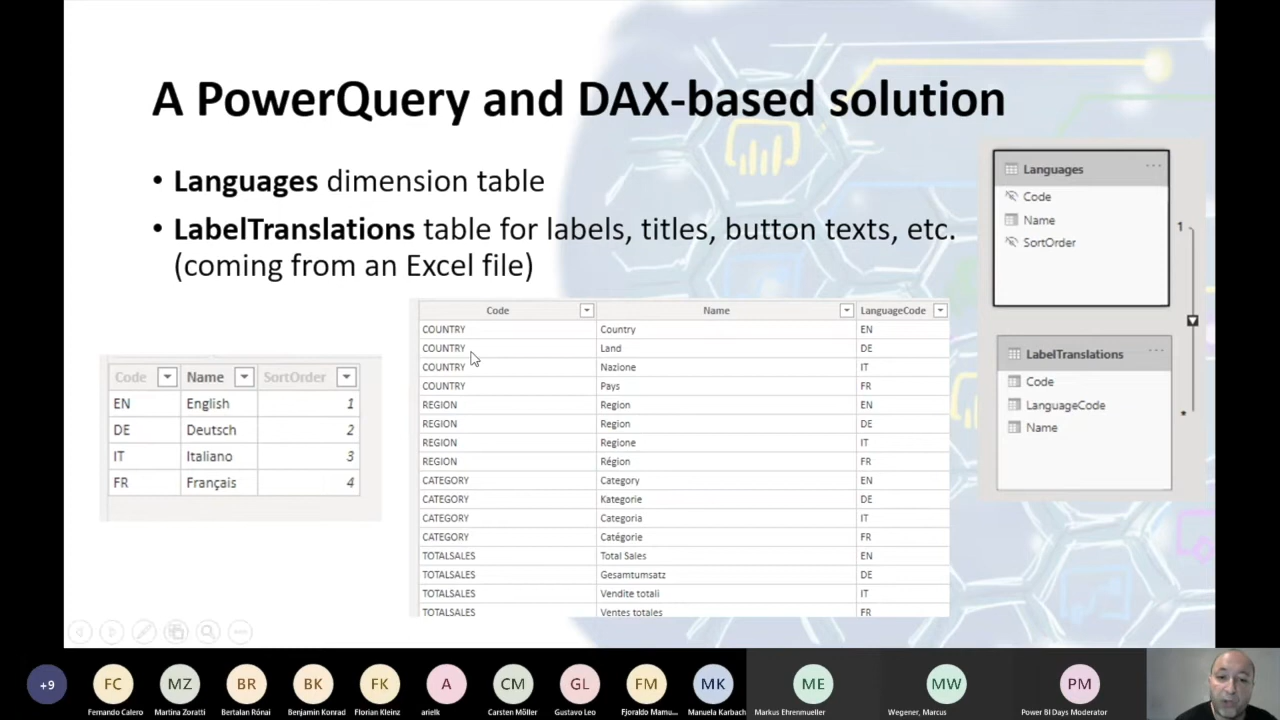 A PowerQuery and DAX-based solution
• Languages dimension table
• LabelTranslations table for labels, titles, button texts, etc.
(coming from an Excel file)
Code Name SortOrder
EN English 1
DE Deutsch 2
IT Italiano 3
FR Français 4
Code Name LanguageCode
COUNTRY Country EN
COUNTRY Land DE
COUNTRY Nazione IT
COUNTRY Pays FR
REGION Region EN
REGION Region DE
REGION Regione IT
REGION Région FR
CATEGORY Category EN
CATEGORY Kategorie DE
CATEGORY Categoria IT
CATEGORY Catégorie FR
TOTALSALES Total Sales EN
TOTALSALES Gesamtumsatz DE
TOTALSALES Vendite totali IT
TOTALSALES Ventes totales FR
Languages
Code
Name
SortOrder
1
*
LabelTranslations
Code
LanguageCode
Name
+9 FC MZ BR BK FK A CM GL FM MK ME MW PM
Fernando Calero Martina Zoratti Bertalan Rónai Benjamin Konrad Florian Kleinz arielk Carsten Möller Gustavo Leo Fjoraldo Mamu... Manuela Karbach Markus Ehrenmueller Wegener, Marcus Power BI Days Moderator